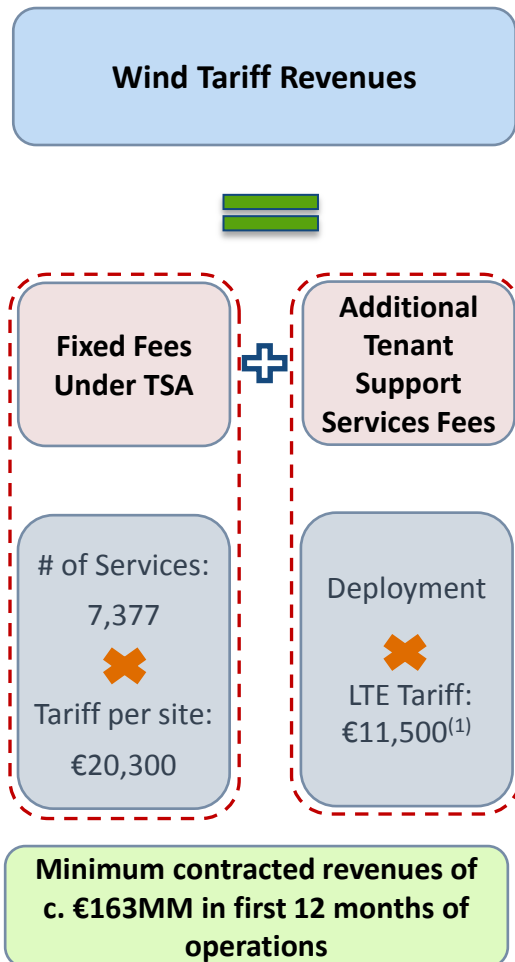 Wind Tariff Revenues
Fixed Fees
Under TSA
Additional
Tenant
Support
Services Fees
# of Services:
7,377
Tariff per site:
€20,300
Deployment
LTE Tariff:
€11,500(1)
Minimum contracted revenues of
c. €163MM in first 12 months of
operations